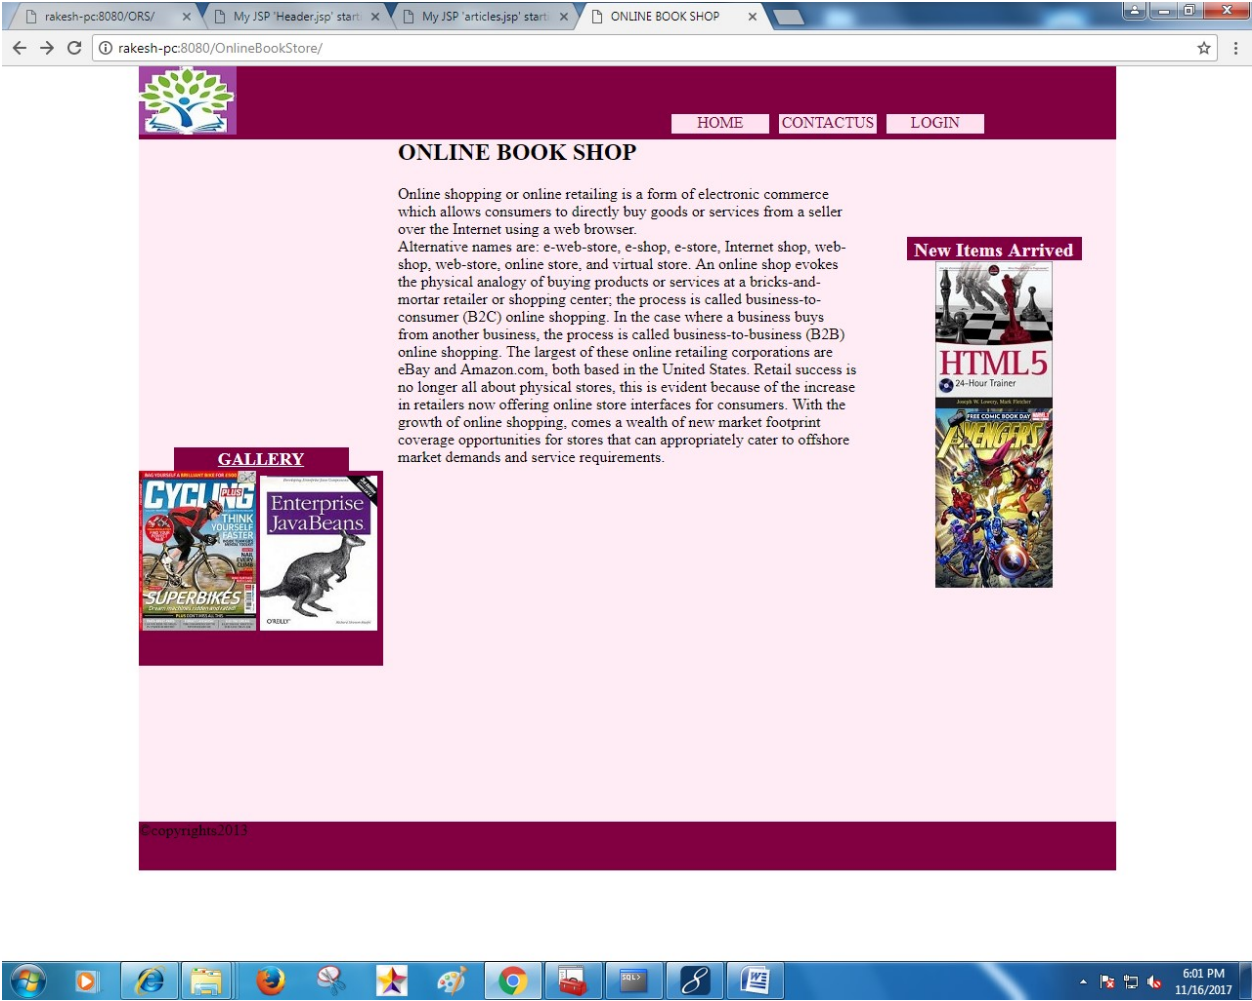 rakesh-pc:8080/ORS/
My JSP 'Header.jsp' start
My JSP 'articles.jsp' start
ONLINE BOOK SHOP
rakesh-pc:8080/OnlineBookStore/
HOME
CONTACTUS
LOGIN
ONLINE BOOK SHOP
Online shopping or online retailing is a form of electronic commerce
which allows consumers to directly buy goods or services from a seller
over the Internet using a web browser.
Alternative names are: e-web-store, e-shop, e-store, Internet shop, web-
shop, web-store, online store, and virtual store. An online shop evokes
the physical analogy of buying products or services at a bricks-and-
mortar retailer or shopping center; the process is called business-to-
consumer (B2C) online shopping. In the case where a business buys
from another business, the process is called business-to-business (B2B)
online shopping. The largest of these online retailing corporations are
eBay and Amazon.com, both based in the United States. Retail success is
no longer all about physical stores, this is evident because of the increase
in retailers now offering online store interfaces for consumers. With the
growth of online shopping, comes a wealth of new market footprint
coverage opportunities for stores that can appropriately cater to offshore
market demands and service requirements.
New Items Arrived
HTML5
24-Hour Trainer
Joseph W. Lowery, Mark Fletcher
FREE COMIC BOOK DAY
AVENGERS
GALLERY
CYCLING
PLUS
THINK
YOURSELF
FASTER
SUPERBIKES
Enterprise
JavaBeans
O'REILLY
©copyrights2013
SQL>
6:01 PM
11/16/2017